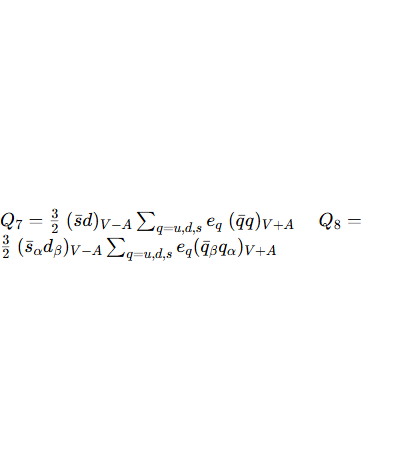 $Q_7 = \frac{3}{2}\;(\bar{s}d)_{V-A}\sum_{q=u,d,s} e_q\;(\bar{q}q)_{V+A} \quad Q_8 =$
$\frac{3}{2}\;(\bar{s}_\alpha d_\beta)_{V-A}\sum_{q=u,d,s} e_q(\bar{q}_\beta q_\alpha)_{V+A}$